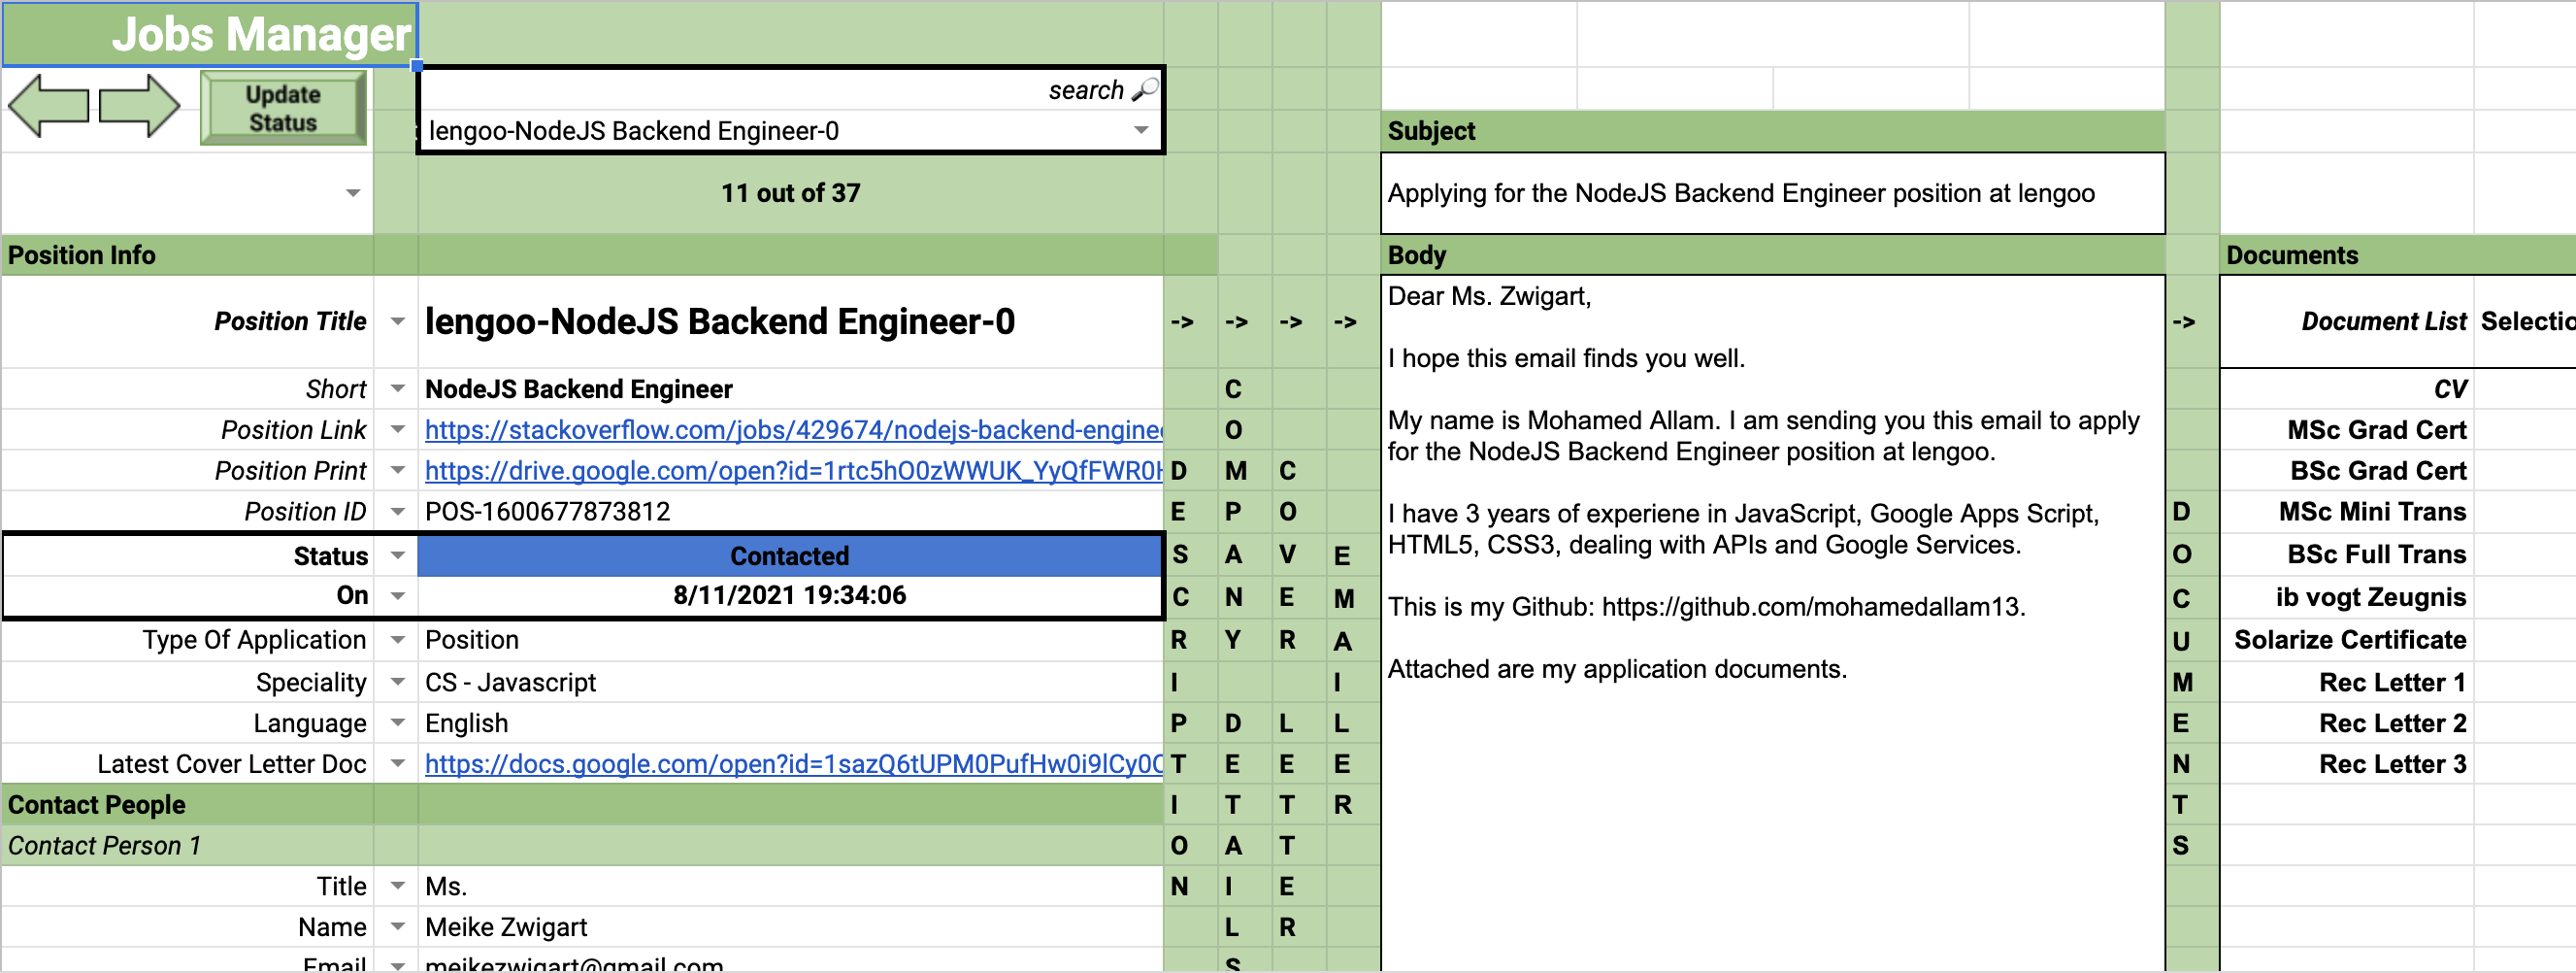 Jobs Manager
Update
Status
search
lengoo-NodeJS Backend Engineer-0
11 out of 37
Subject
Applying for the NodeJS Backend Engineer position at lengoo
Position Info
Position Title
lengoo-NodeJS Backend Engineer-0
-> -> -> ->
Short
NodeJS Backend Engineer
Position Link
https://stackoverflow.com/jobs/429674/nodejs-backend-enginee
Position Print
https://drive.google.com/open?id=1rtc5hO0zWWUK_YyQfFWR0H
Position ID
POS-1600677873812
Status
Contacted
On
8/11/2021 19:34:06
Type Of Application
Position
Speciality
CS - Javascript
Language
English
Latest Cover Letter Doc
https://docs.google.com/open?id=1sazQ6tUPM0PufHw0i9lCy0C
Contact People
Contact Person 1
Title
Ms.
Name
Meike Zwigart
Email
meikezwigart@gmail.com
DESCRIPTION
COMPANY DETAILS
COVER LETTER
EMAILER
Body
Dear Ms. Zwigart,
I hope this email finds you well.
My name is Mohamed Allam. I am sending you this email to apply
for the NodeJS Backend Engineer position at lengoo.
I have 3 years of experiene in JavaScript, Google Apps Script,
HTML5, CSS3, dealing with APIs and Google Services.
This is my Github: https://github.com/mohamedallam13.
Attached are my application documents.
->
DOCUMENTS
Documents
Document List
Selectio
CV
MSc Grad Cert
BSc Grad Cert
MSc Mini Trans
BSc Full Trans
ib vogt Zeugnis
Solarize Certificate
Rec Letter 1
Rec Letter 2
Rec Letter 3